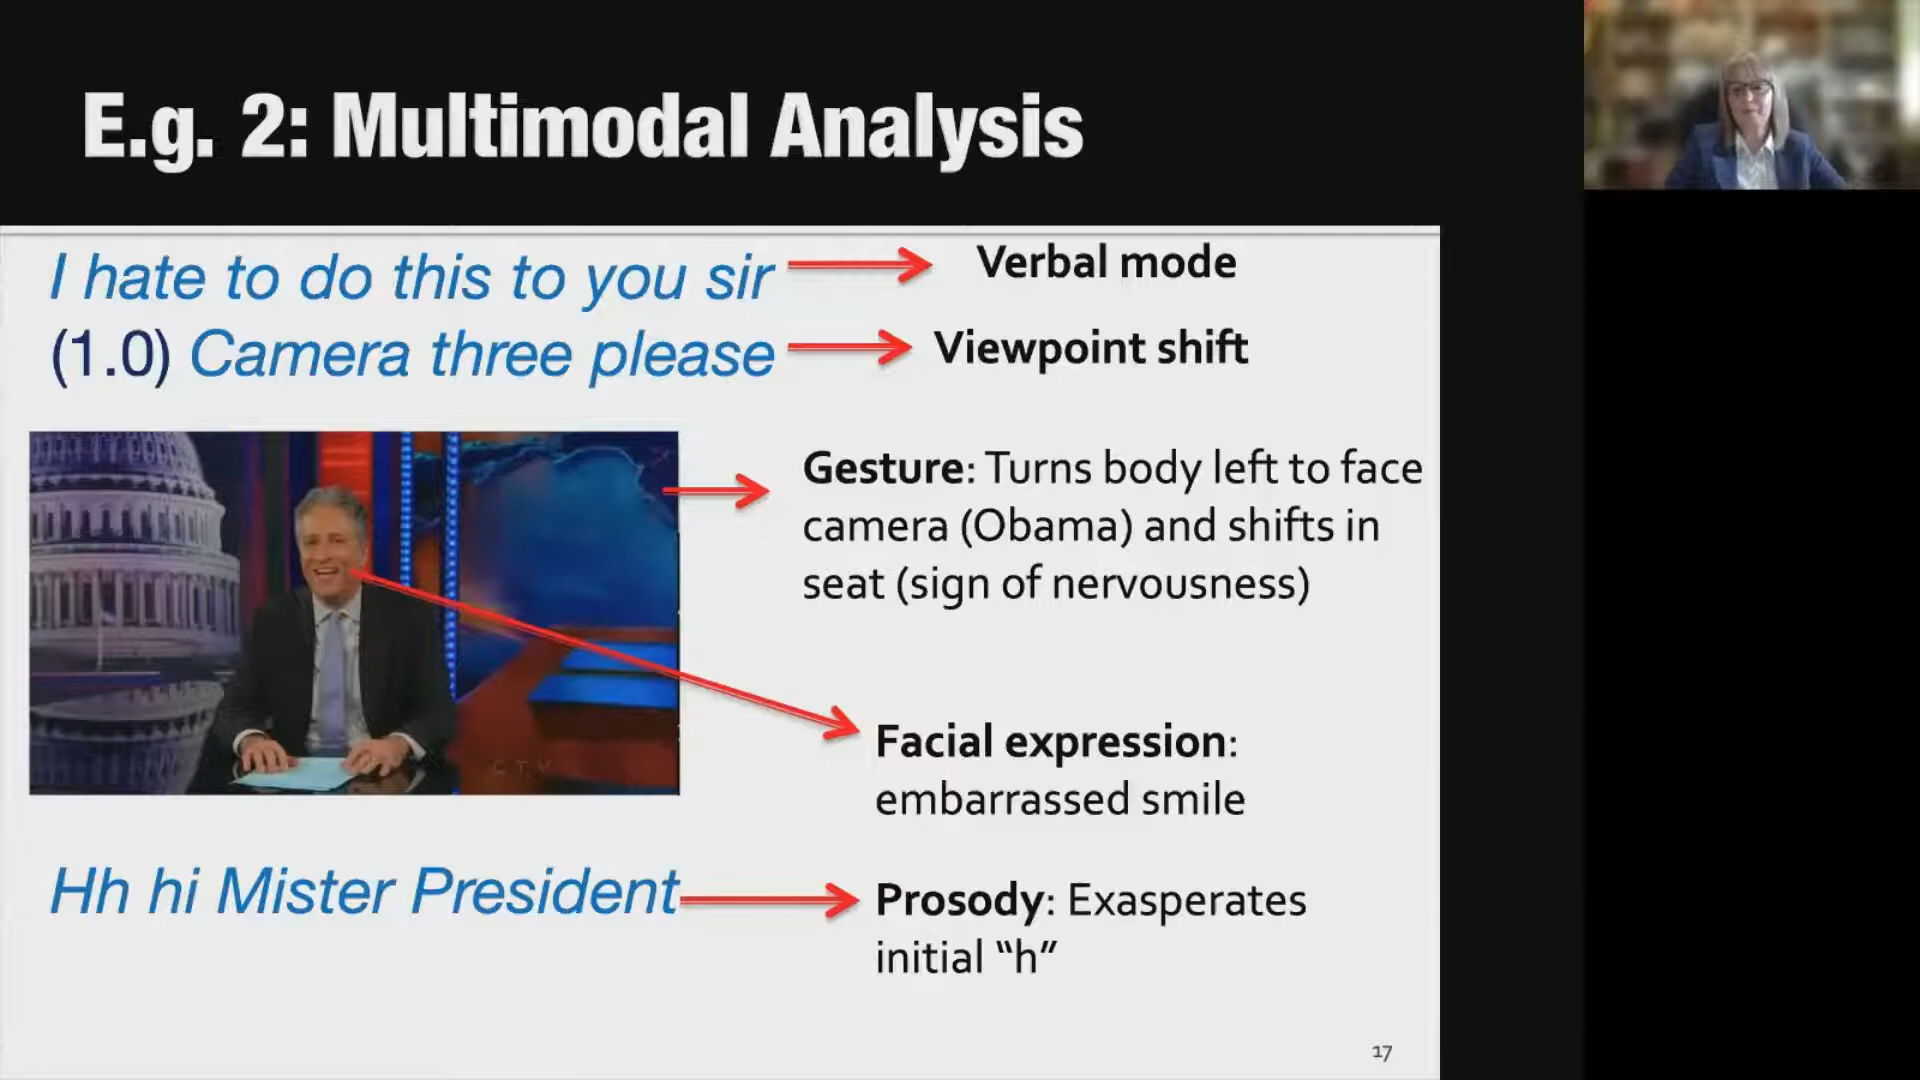 E.g. 2: Multimodal Analysis
I hate to do this to you sir
Verbal mode
(1.0) Camera three please
Viewpoint shift
Gesture: Turns body left to face
camera (Obama) and shifts in
seat (sign of nervousness)
CTV
Facial expression:
embarrassed smile
Hh hi Mister President
Prosody: Exasperates
initial “h”
17